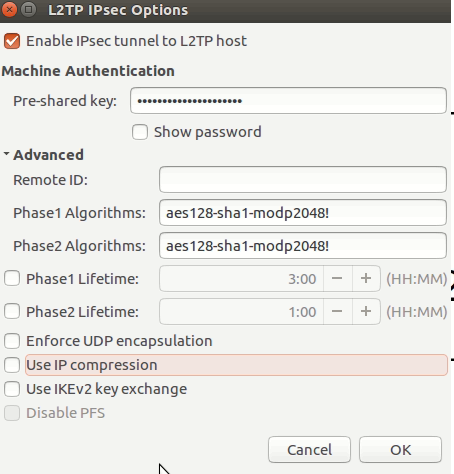 L2TP IPsec Options
Enable IPsec tunnel to L2TP host
Machine Authentication
Pre-shared key: •••••••••••••••••••••
Show password
Advanced
Remote ID:
Phase1 Algorithms: aes128-sha1-modp2048!
Phase2 Algorithms: aes128-sha1-modp2048!
Phase1 Lifetime: 3:00 − + (HH:MM)
Phase2 Lifetime: 1:00 − + (HH:MM)
Enforce UDP encapsulation
Use IP compression
Use IKEv2 key exchange
Disable PFS
Cancel OK